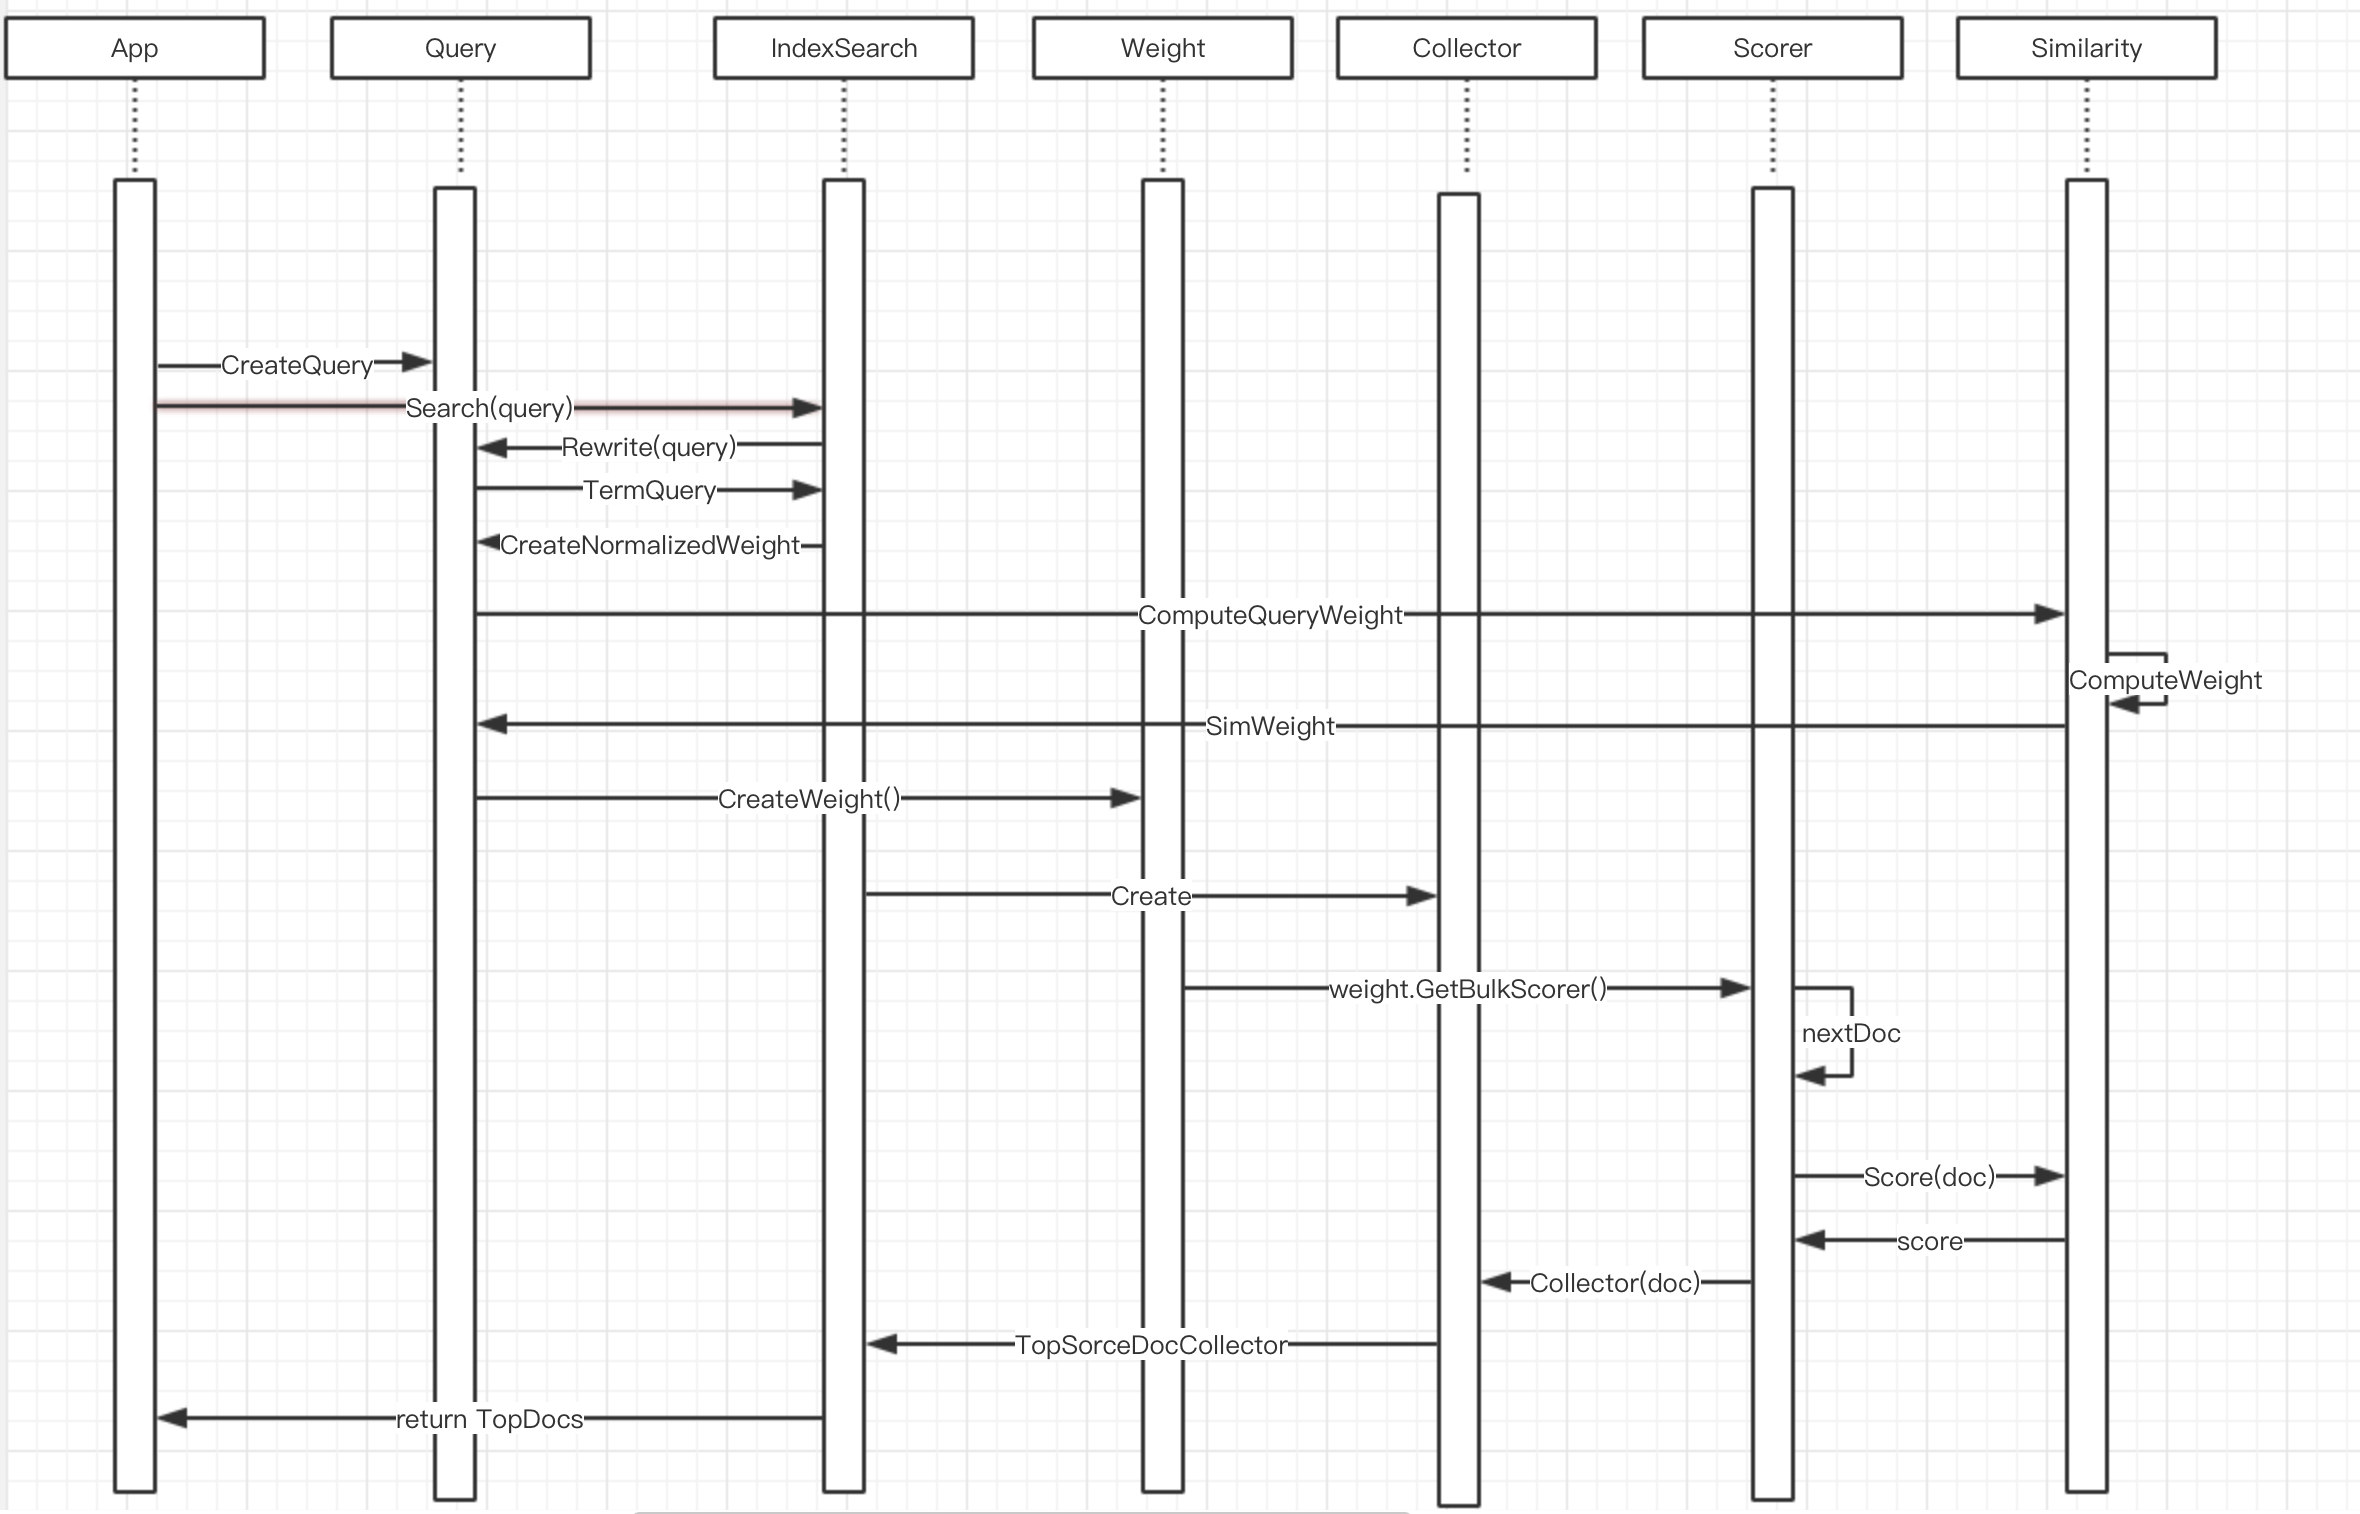 App
Query
IndexSearch
Weight
Collector
Scorer
Similarity
CreateQuery
Search(query)
Rewrite(query)
TermQuery
CreateNormalizedWeight
ComputeQueryWeight
ComputeWeight
SimWeight
CreateWeight()
Create
weight.GetBulkScorer()
nextDoc
Score(doc)
score
Collector(doc)
TopSorceDocCollector
return TopDocs